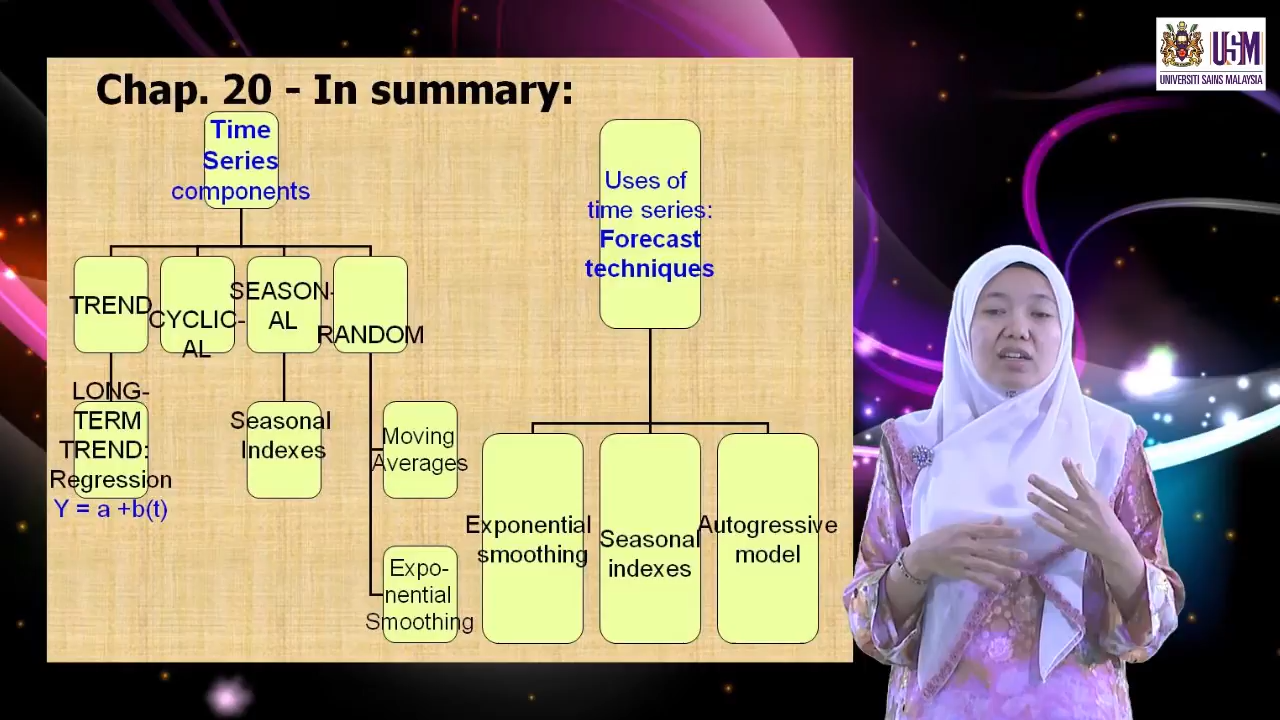 Chap. 20 - In summary:
Time
Series
components
TREND
CYCLIC-
AL
SEASON-
AL
RANDOM
LONG-
TERM
TREND:
Regression
Y = a +b(t)
Seasonal
Indexes
Moving
Averages
Expo-
nential
Smoothing
Uses of
time series:
Forecast
techniques
Exponential
smoothing
Seasonal
indexes
Autogressive
model
USM
UNIVERSITI SAINS MALAYSIA